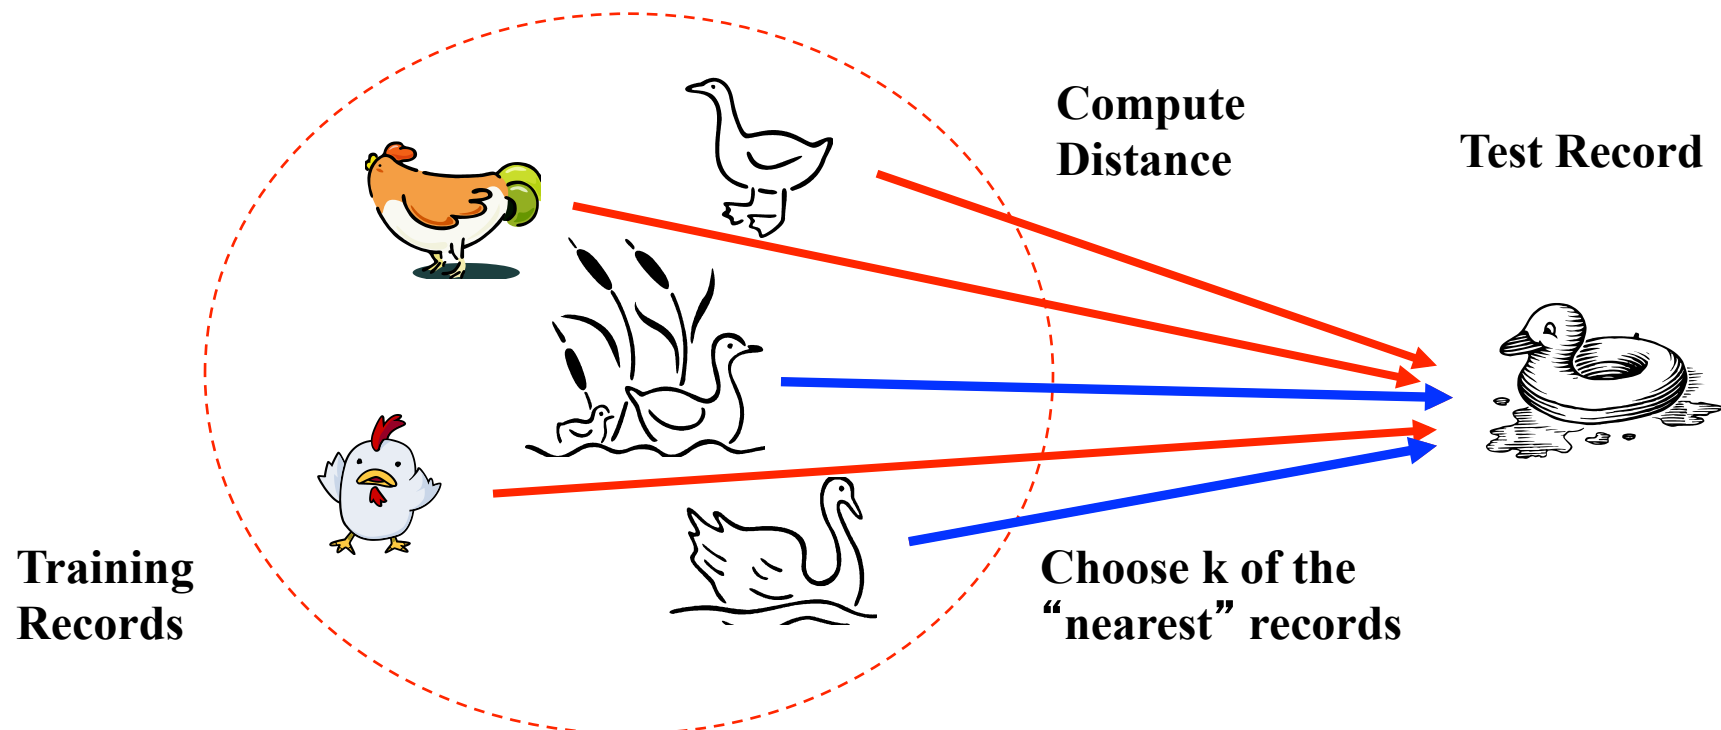 Compute
Distance
Test Record
Training
Records
Choose k of the
“nearest” records